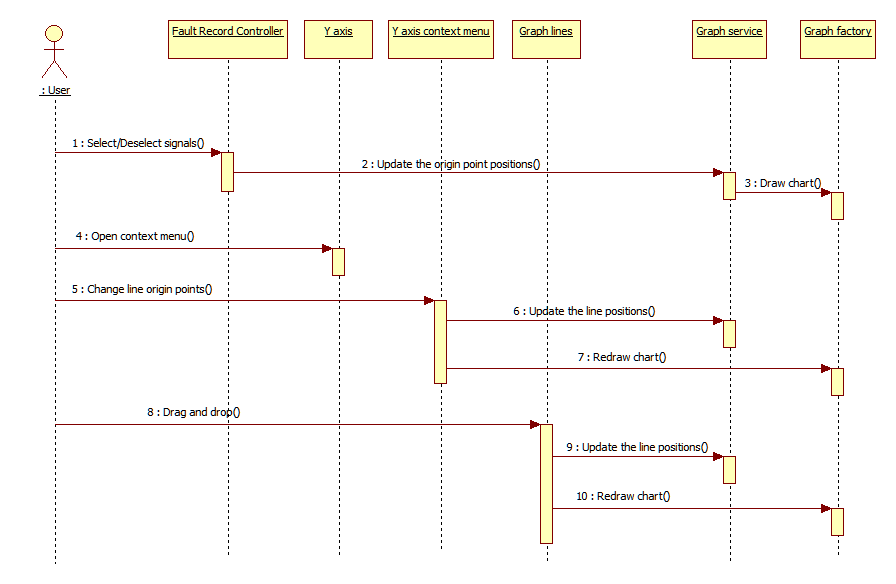 Fault Record Controller
Y axis
Y axis context menu
Graph lines
Graph service
Graph factory
: User
1 : Select/Deselect signals()
2 : Update the origin point positions()
3 : Draw chart()
4 : Open context menu()
5 : Change line origin points()
6 : Update the line positions()
7 : Redraw chart()
8 : Drag and drop()
9 : Update the line positions()
10 : Redraw chart()